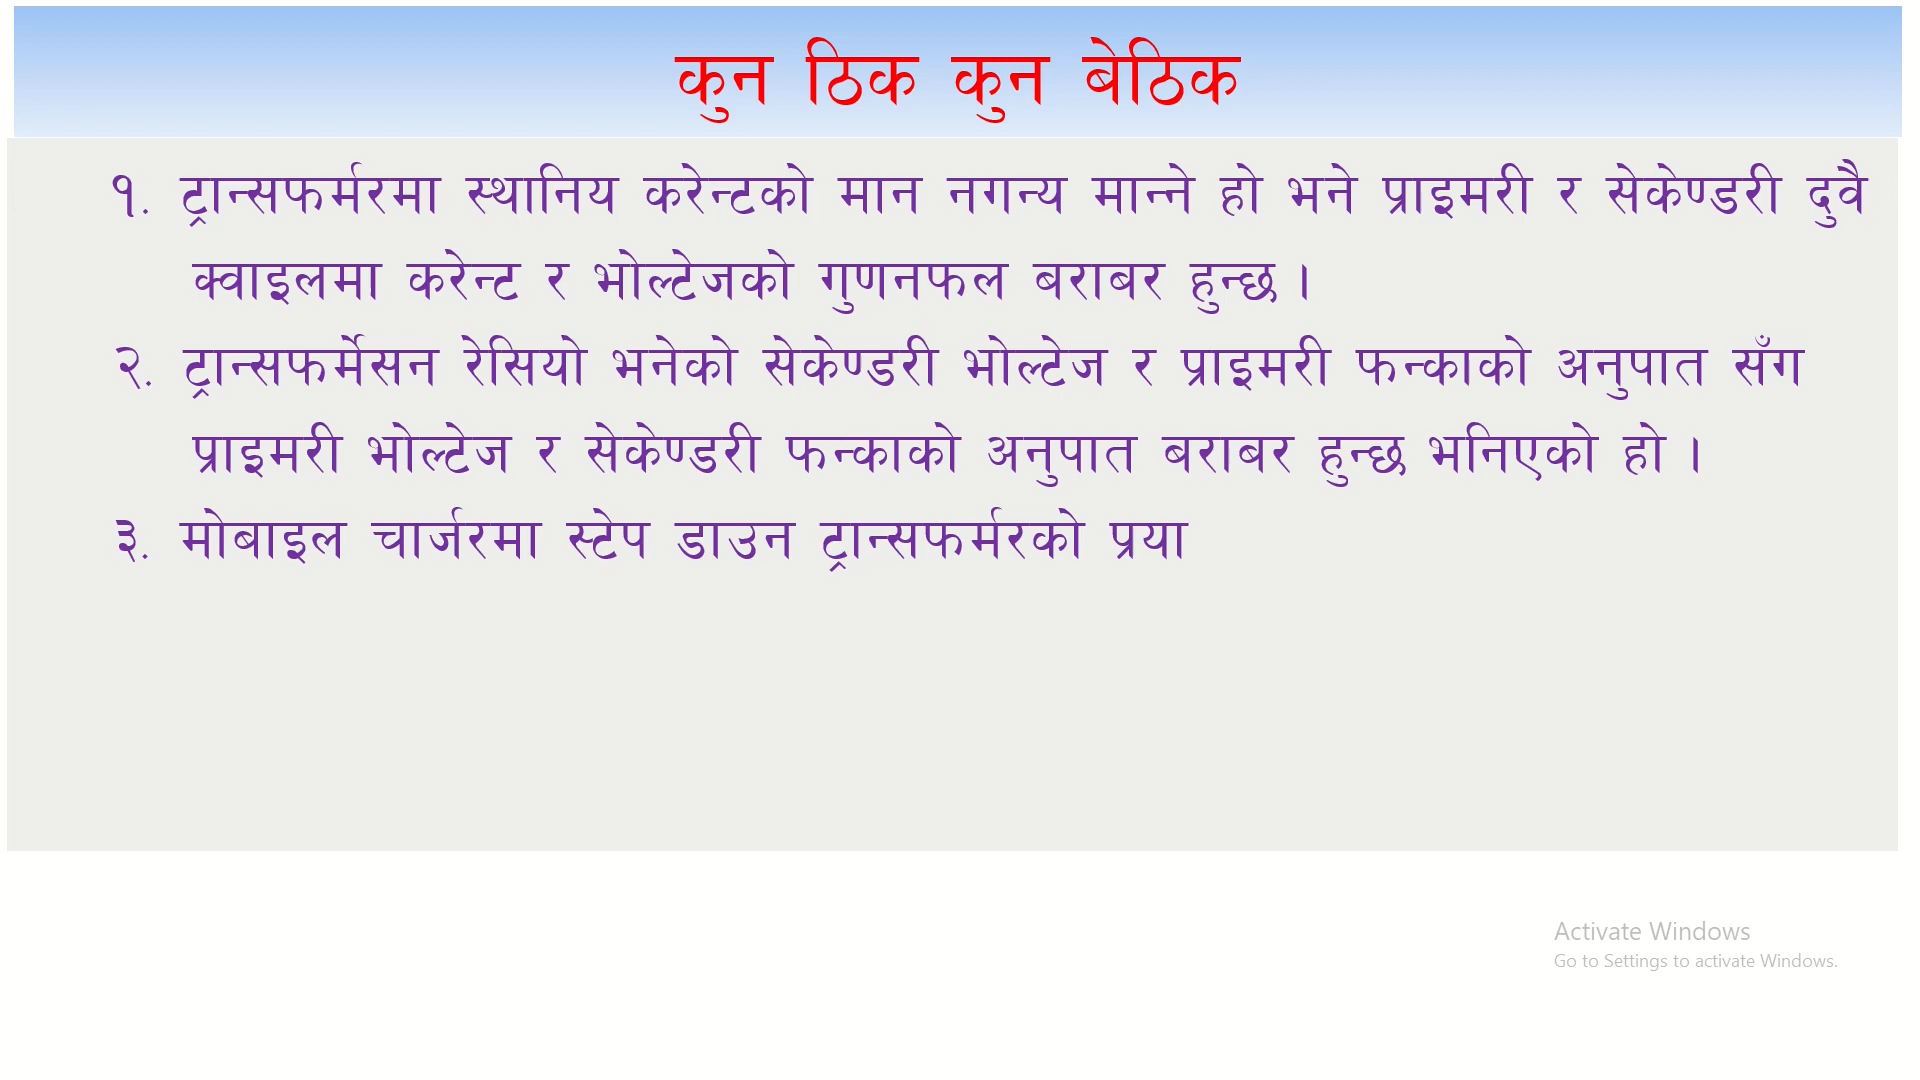 कुन ठिक कुन बेठिक
१. ट्रान्सफर्मरमा स्थानिय करेन्टको मान नगन्य मान्ने हो भने प्राइमरी र सेकेण्डरी दुवै
क्वाइलमा करेन्ट र भोल्टेजको गुणनफल बराबर हुन्छ ।
२. ट्रान्सफर्मेसन रेसियो भनेको सेकेण्डरी भोल्टेज र प्राइमरी फन्काको अनुपात सँग
प्राइमरी भोल्टेज र सेकेण्डरी फन्काको अनुपात बराबर हुन्छ भनिएको हो ।
३. मोबाइल चार्जरमा स्टेप डाउन ट्रान्सफर्मरको प्रया
Activate Windows
Go to Settings to activate Windows.